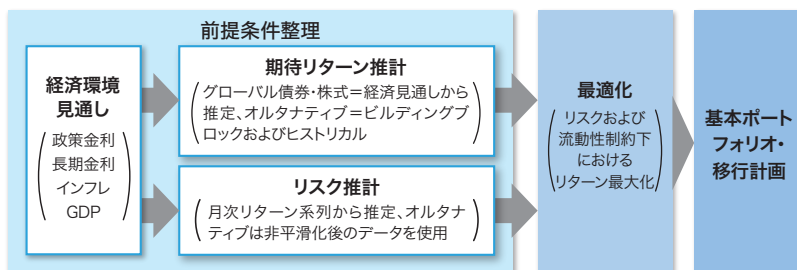 前提条件整理
経済環境
見通し
政策金利
長期金利
インフレ
GDP
期待リターン推計
グローバル債券・株式＝経済見通しから
推定、オルタナティブ＝ビルディングブ
ロックおよびヒストリカル
リスク推計
月次リターン系列から推定、オルタナ
ティブは非平滑化後のデータを使用
最適化
リスクおよび
流動性制約下
における
リターン最大化
基本ポート
フォリオ・
移行計画